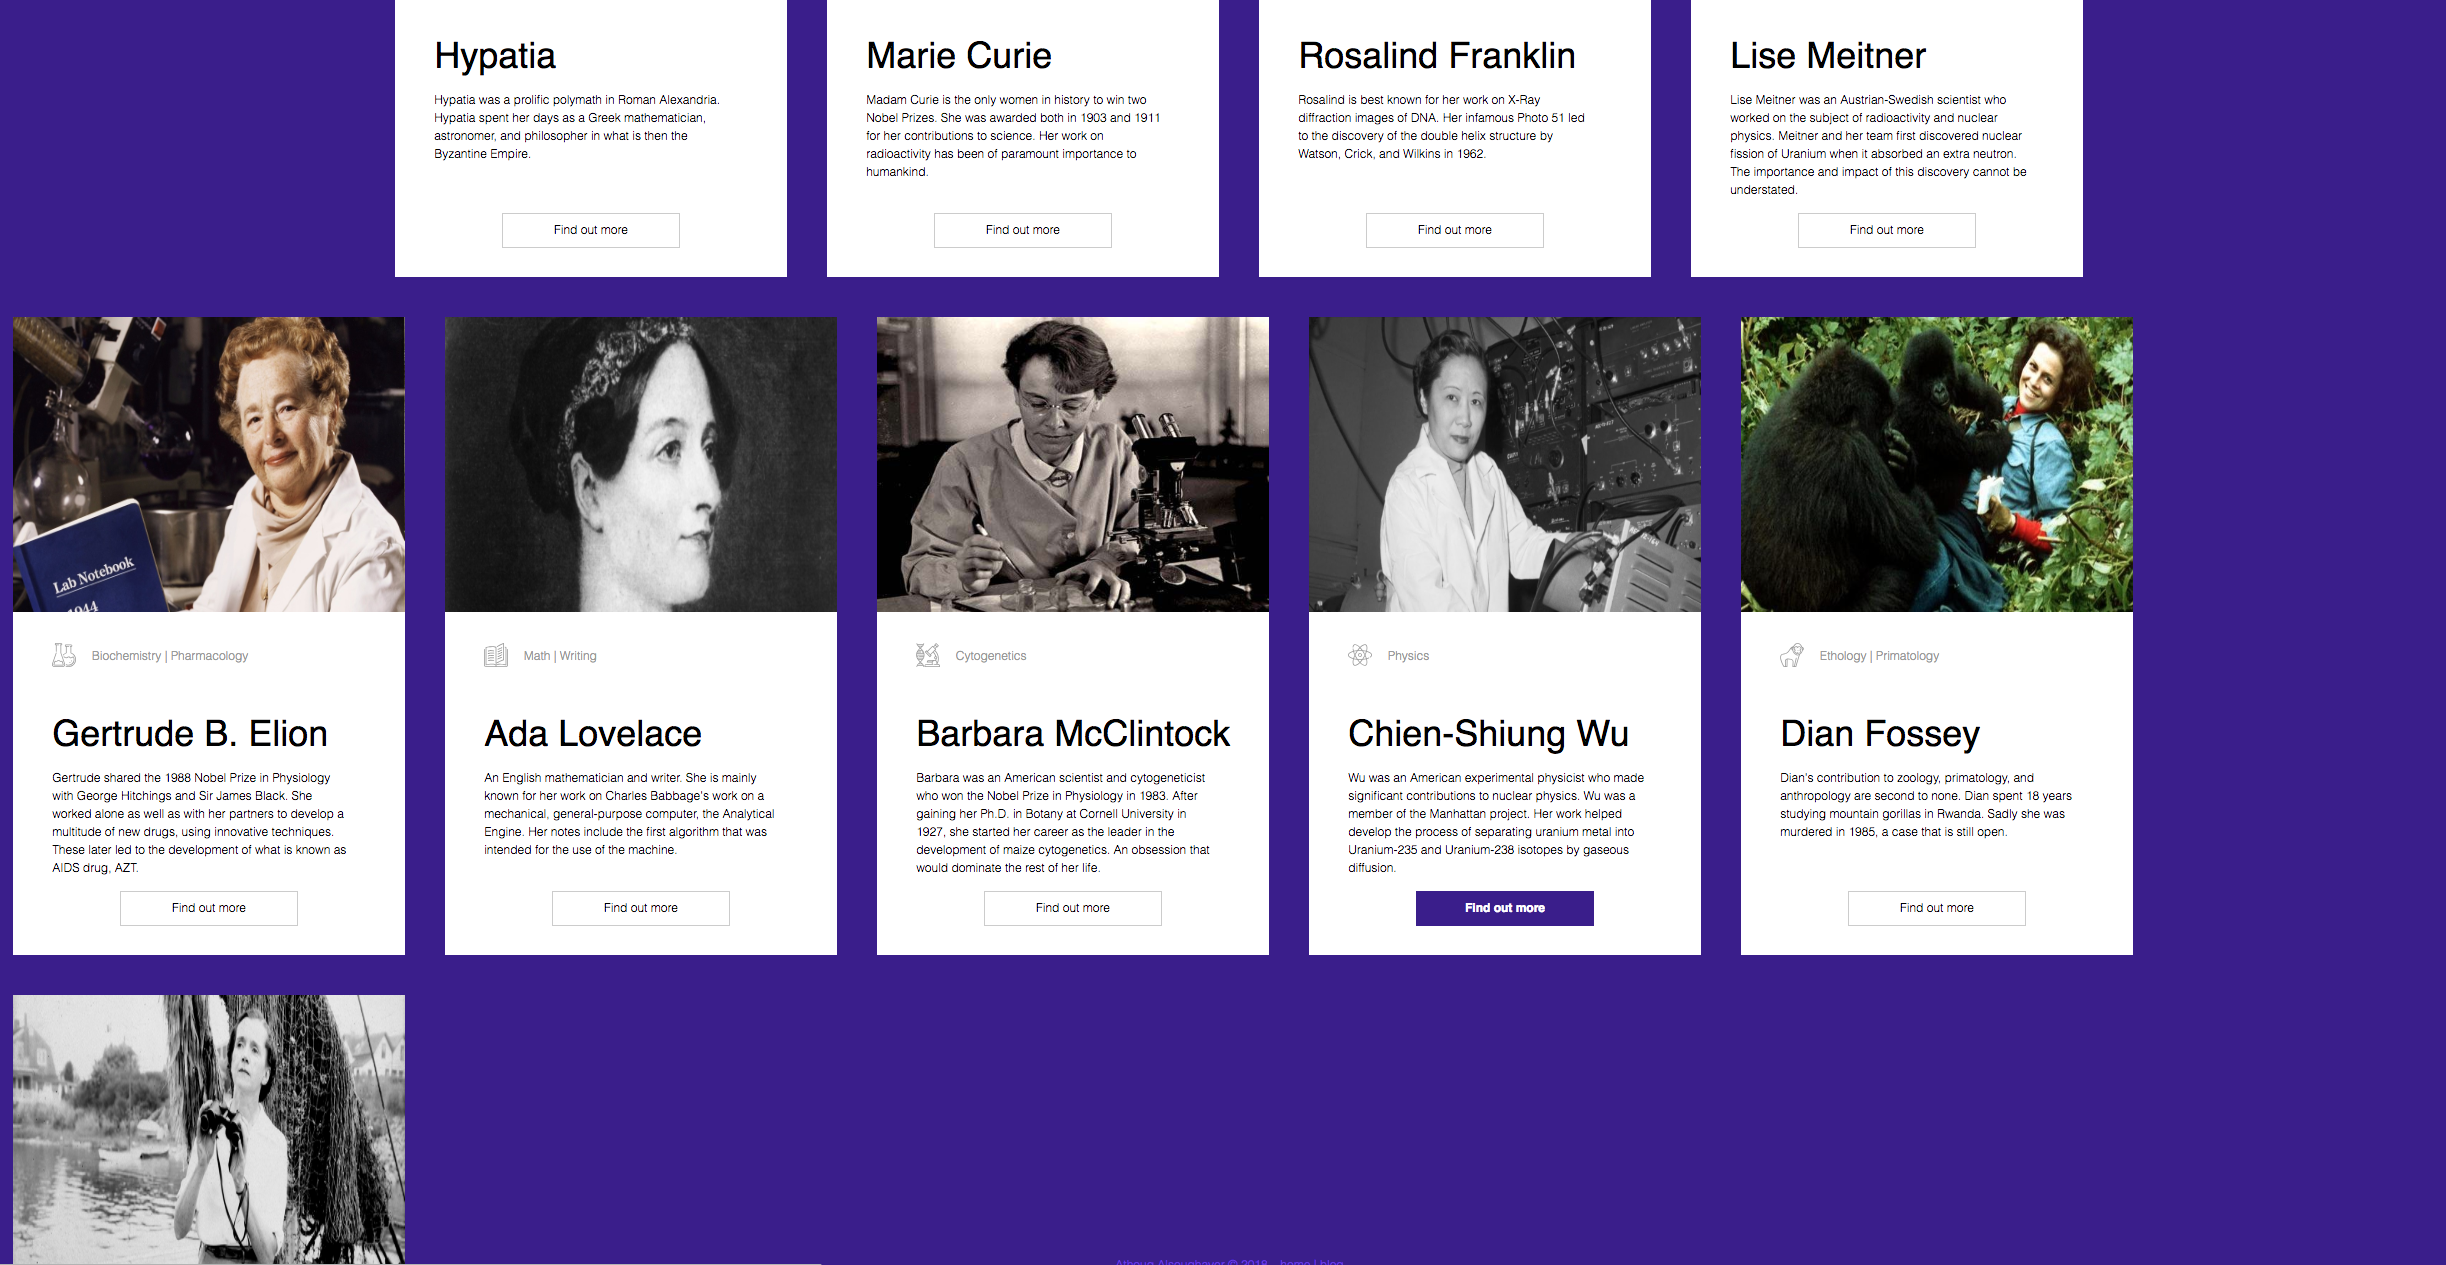 Hypatia
Hypatia was a prolific polymath in Roman Alexandria.
Hypatia spent her days as a Greek mathematician,
astronomer, and philosopher in what is then the
Byzantine Empire.
Find out more
Marie Curie
Madam Curie is the only women in history to win two
Nobel Prizes. She was awarded both in 1903 and 1911
for her contributions to science. Her work on
radioactivity has been of paramount importance to
humankind.
Find out more
Rosalind Franklin
Rosalind is best known for her work on X-Ray
diffraction images of DNA. Her infamous Photo 51 led
to the discovery of the double helix structure by
Watson, Crick, and Wilkins in 1962.
Find out more
Lise Meitner
Lise Meitner was an Austrian-Swedish scientist who
worked on the subject of radioactivity and nuclear
physics. Meitner and her team first discovered nuclear
fission of Uranium when it absorbed an extra neutron.
The importance and impact of this discovery cannot be
understated.
Find out more
Lab Notebook
1944
Biochemistry | Pharmacology
Gertrude B. Elion
Gertrude shared the 1988 Nobel Prize in Physiology
with George Hitchings and Sir James Black. She
worked alone as well as with her partners to develop a
multitude of new drugs, using innovative techniques.
These later led to the development of what is known as
AIDS drug, AZT.
Find out more
Math | Writing
Ada Lovelace
An English mathematician and writer. She is mainly
known for her work on Charles Babbage's work on a
mechanical, general-purpose computer, the Analytical
Engine. Her notes include the first algorithm that was
intended for the use of the machine.
Find out more
Cytogenetics
Barbara McClintock
Barbara was an American scientist and cytogeneticist
who won the Nobel Prize in Physiology in 1983. After
gaining her Ph.D. in Botany at Cornell University in
1927, she started her career as the leader in the
development of maize cytogenetics. An obsession that
would dominate the rest of her life.
Find out more
Physics
Chien-Shiung Wu
Wu was an American experimental physicist who made
significant contributions to nuclear physics. Wu was a
member of the Manhattan project. Her work helped
develop the process of separating uranium metal into
Uranium-235 and Uranium-238 isotopes by gaseous
diffusion.
Find out more
Ethology | Primatology
Dian Fossey
Dian's contribution to zoology, primatology, and
anthropology are second to none. Dian spent 18 years
studying mountain gorillas in Rwanda. Sadly she was
murdered in 1985, a case that is still open.
Find out more
© 2018 home | blog